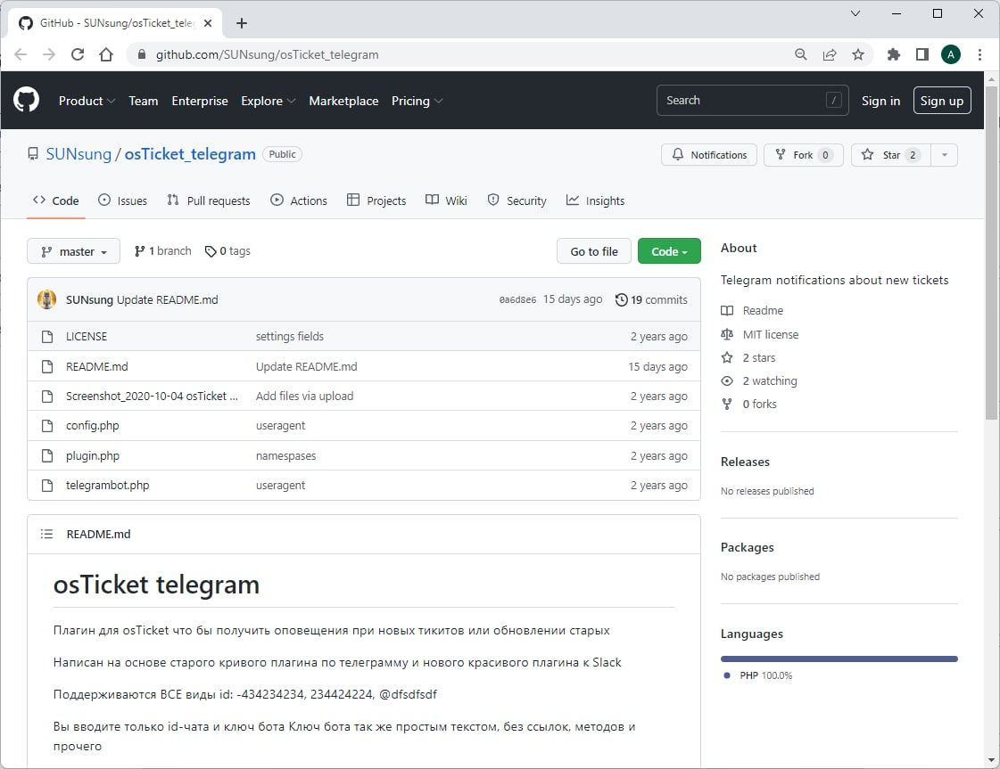 GitHub - SUNsung/osTicket_tele
github.com/SUNsung/osTicket_telegram
A
Product Team Enterprise Explore Marketplace Pricing Search / Sign in Sign up
SUNsung / osTicket_telegram Public Notifications Fork 0 Star 2
Code Issues Pull requests Actions Projects Wiki Security Insights
master 1 branch 0 tags Go to file Code
SUNsung Update README.md 0a6d8e6 15 days ago 19 commits
LICENSE settings fields 2 years ago
README.md Update README.md 15 days ago
Screenshot_2020-10-04 osTicket ... Add files via upload 2 years ago
config.php useragent 2 years ago
plugin.php namespases 2 years ago
telegrambot.php useragent 2 years ago
README.md
osTicket telegram
Плагин для osTicket что бы получить оповещения при новых тикитов или обновлении старых
Написан на основе старого кривого плагина по телеграмму и нового красивого плагина к Slack
Поддерживаются ВСЕ виды id: -434234234, 234424224, @dfsdfsdf
Вы вводите только id-чата и ключ бота Ключ бота так же простым текстом, без ссылок, методов и
прочего
About
Telegram notifications about new tickets
Readme
MIT license
2 stars
2 watching
0 forks
Releases
No releases published
Packages
No packages published
Languages
PHP 100.0%